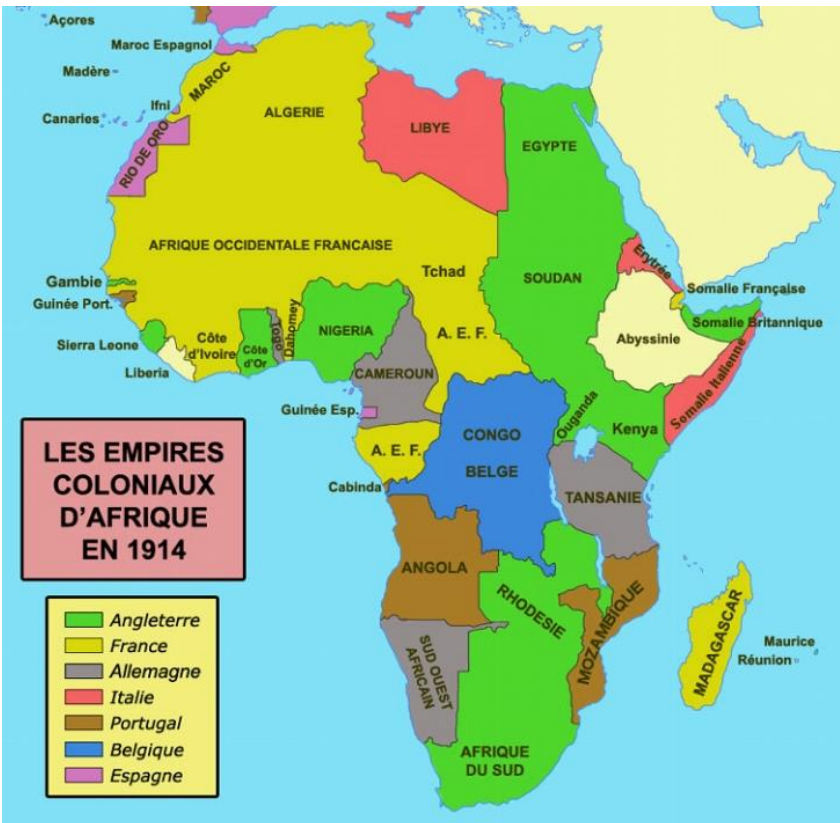 Açores
Maroc Espagnol
Madère
MAROC
Ifni
Canaries
ALGERIE
LIBYE
EGYPTE
RIO DE ORO
AFRIQUE OCCIDENTALE FRANCAISE
Tchad
SOUDAN
Erytrée
Somalie Française
Gambie
Guinée Port.
Somalie Britannique
Sierra Leone
Liberia
Côte
d'Ivoire
Côte
d'Or
Togo
Dahomey
NIGERIA
A. E. F.
Abyssinie
CAMEROUN
Somalie Italienne
Guinée Esp.
Ouganda
Kenya
A. E. F.
CONGO
BELGE
Cabinda
TANSANIE
LES EMPIRES
COLONIAUX
D'AFRIQUE
EN 1914
ANGOLA
RHODESIE
MOZAMBIQUE
MADAGASCAR
Maurice
Réunion
SUD OUEST
AFRICAIN
AFRIQUE
DU SUD
Angleterre
France
Allemagne
Italie
Portugal
Belgique
Espagne